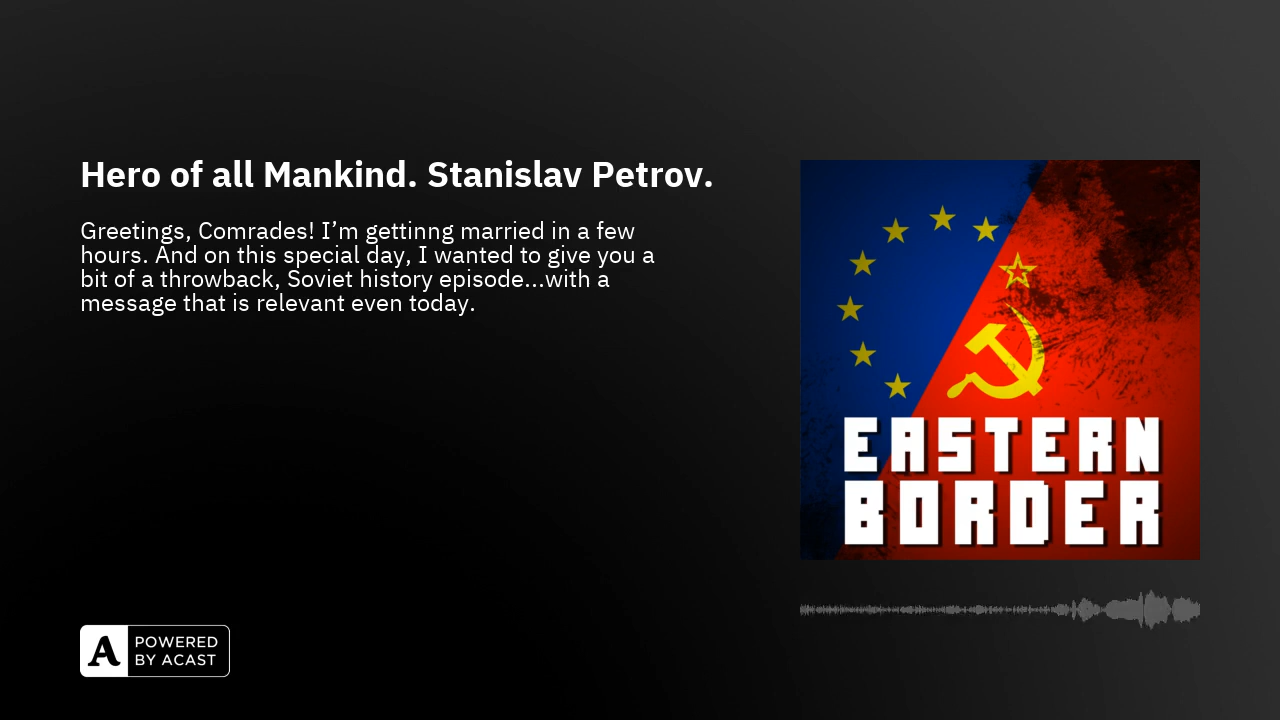 Hero of all Mankind. Stanislav Petrov.
Greetings, Comrades! I’m gettinng married in a few
hours. And on this special day, I wanted to give you a
bit of a throwback, Soviet history episode...with a
message that is relevant even today.
EASTERN
BORDER
A POWERED
BY ACAST